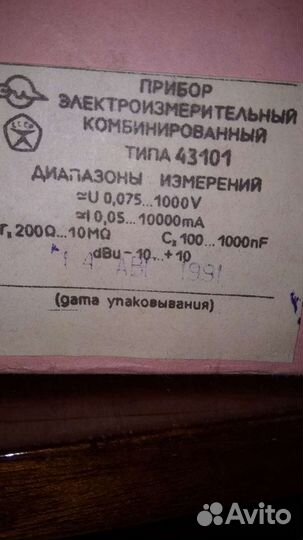 ПРИБОР
ЭЛЕКТРОИЗМЕРИТЕЛЬНЫЙ
КОМБИНИРОВАННЫЙ
ТИПА 43101
ДИАПАЗОНЫ ИЗМЕРЕНИЙ
≃U 0,075...1000V
≃I 0,05...10000mA
rₓ 200Ω...10MΩ Cₓ 100...1000nF
dBu -10...+10
14 АВГ 1991
(дата упаковывания)
Avito